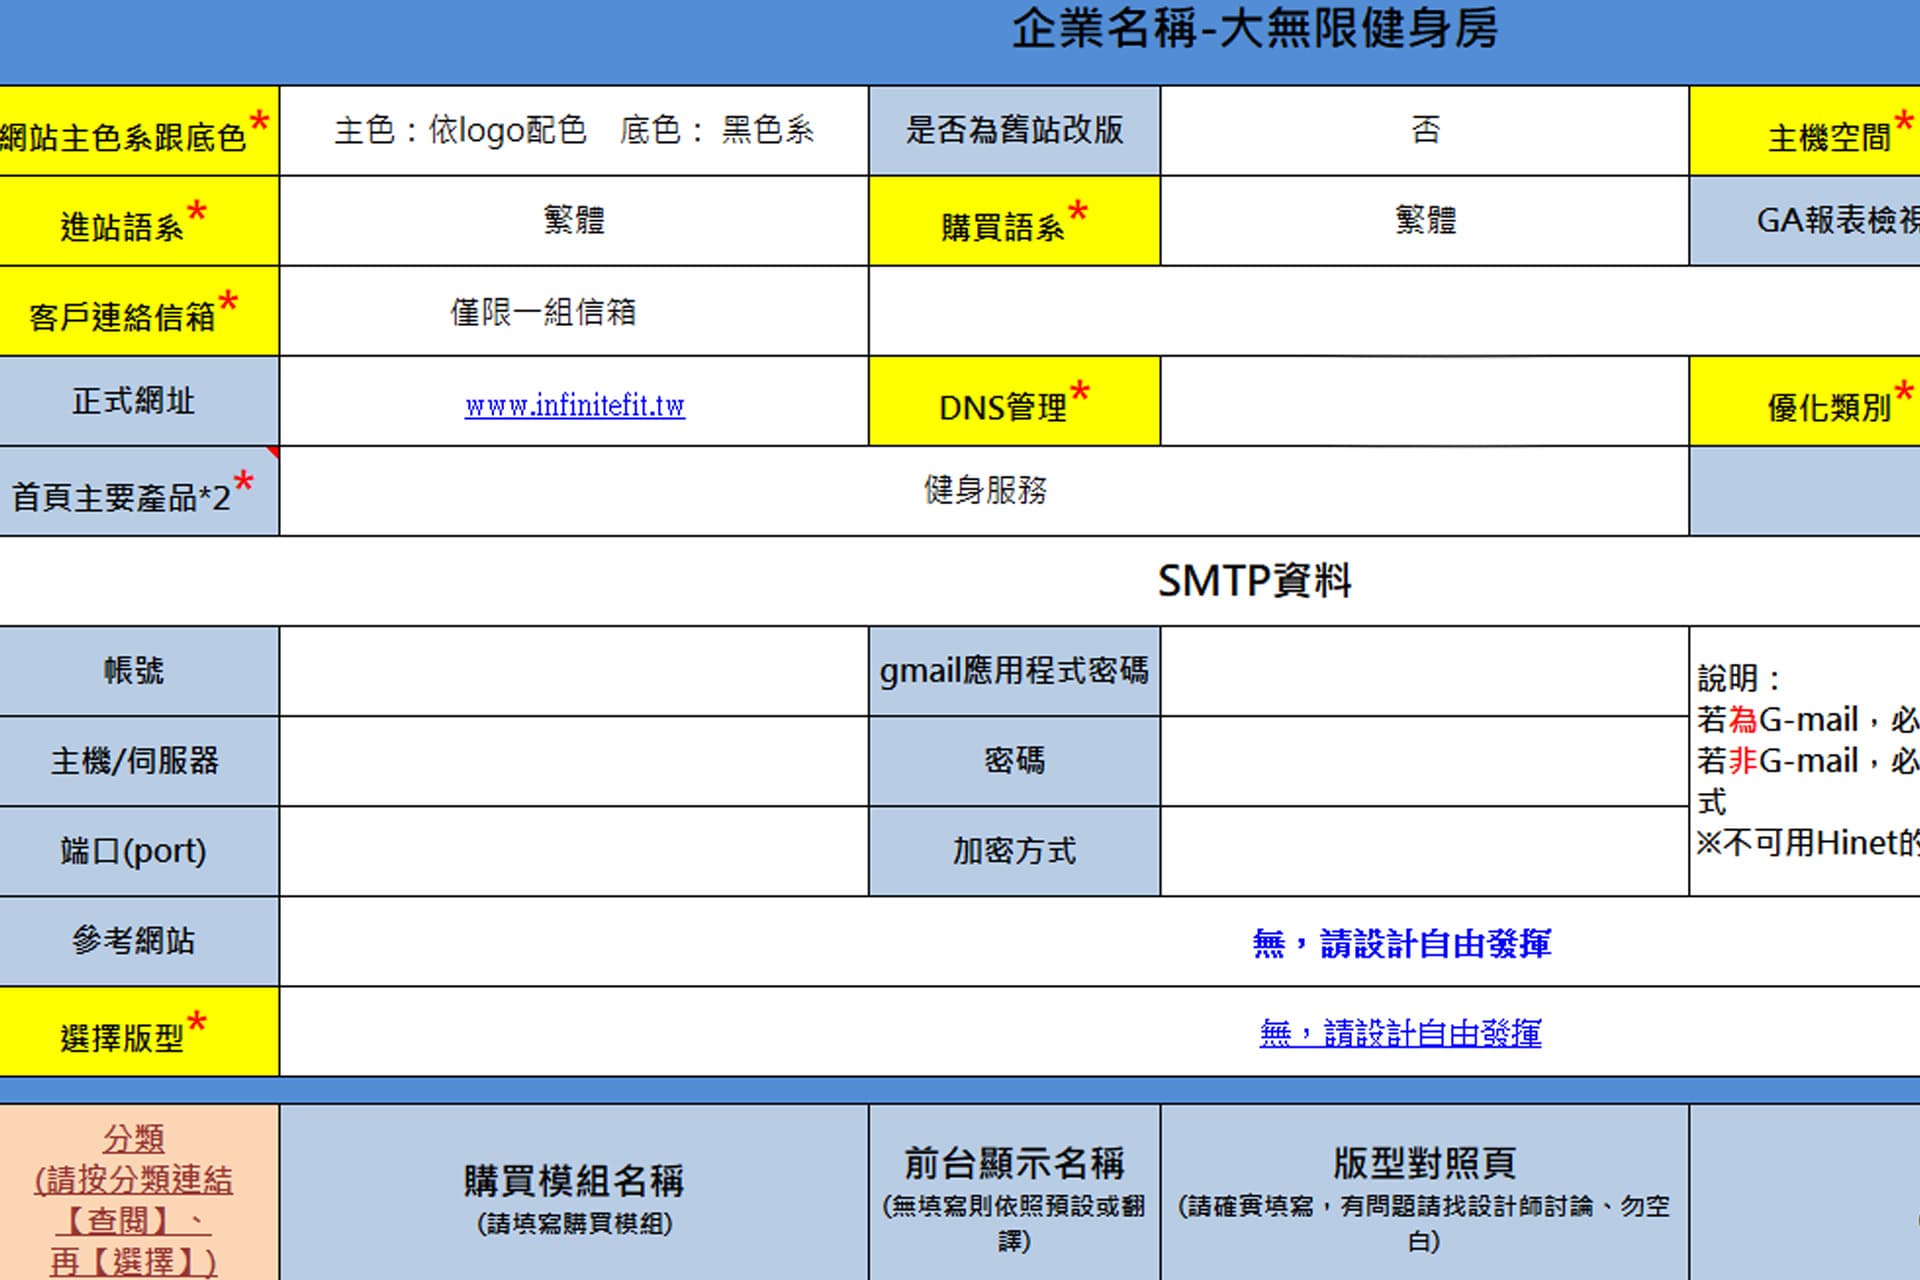 企業名稱-大無限健身房
網站主色系跟底色* 主色：依logo配色 底色： 黑色系 是否為舊站改版 否 主機空間*
進站語系* 繁體 購買語系* 繁體 GA報表檢視
客戶連絡信箱* 僅限一組信箱
正式網址 www.infinitefit.tw DNS管理* 優化類別*
首頁主要產品*2* 健身服務
SMTP資料
帳號 gmail應用程式密碼
主機/伺服器 密碼
端口(port) 加密方式
說明：
若為G-mail，必
若非G-mail，必
式
※不可用Hinet的
參考網站 無，請設計自由發揮
選擇版型* 無，請設計自由發揮
分類
(請按分類連結
【查閱】、
再【選擇】)
購買模組名稱
(請填寫購買模組)
前台顯示名稱
(無填寫則依照預設或翻
譯)
版型對照頁
(請確實填寫，有問題請找設計師討論、勿空
白)